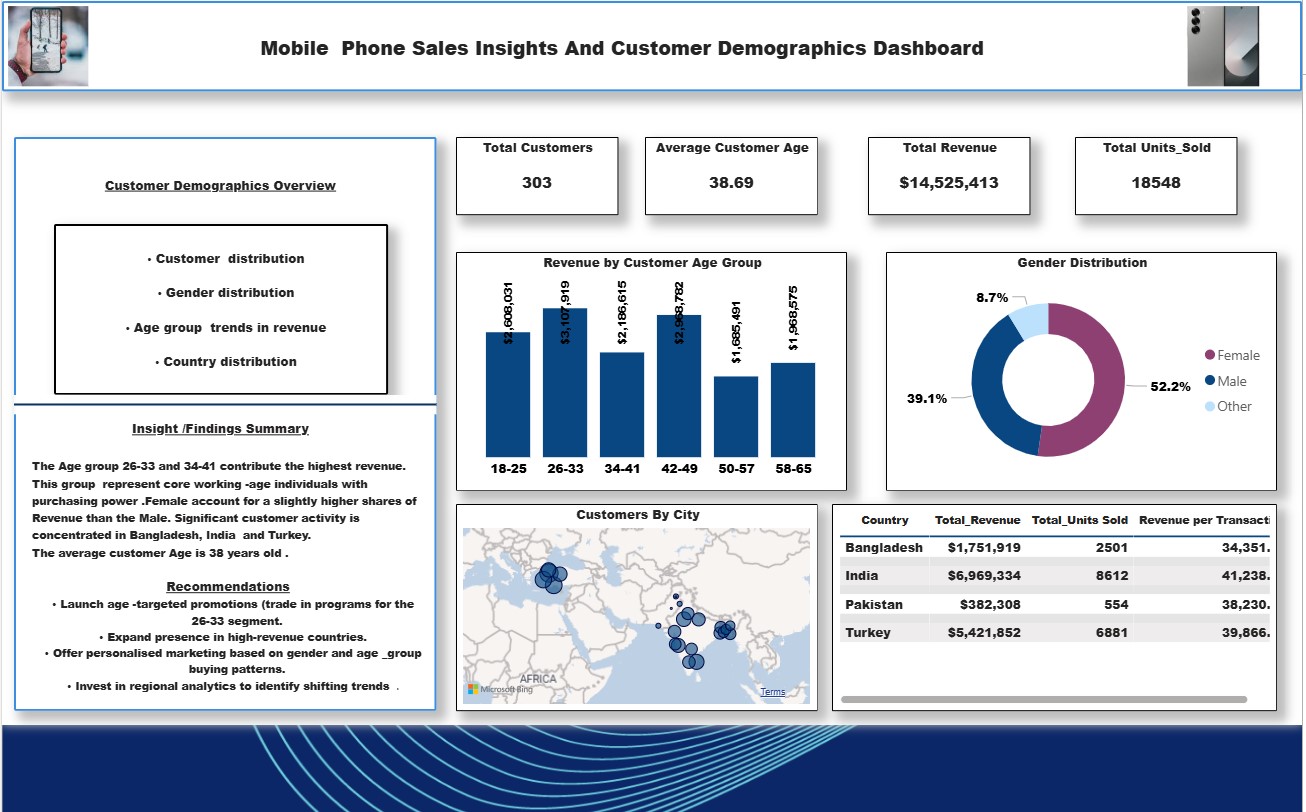 Mobile  Phone Sales Insights And Customer Demographics Dashboard
Customer Demographics Overview
• Customer  distribution
• Gender distribution
• Age group  trends in revenue
• Country distribution
Insight /Findings Summary
The Age group 26-33 and 34-41 contribute the highest revenue.
This group  represent core working -age individuals with
purchasing power .Female account for a slightly higher shares of
Revenue than the Male. Significant customer activity is
concentrated in Bangladesh, India  and Turkey.
The average customer Age is 38 years old .
Recommendations
• Launch age -targeted promotions (trade in programs for the
26-33 segment.
• Expand presence in high-revenue countries.
• Offer personalised marketing based on gender and age _group
buying patterns.
• Invest in regional analytics to identify shifting trends  .
Total Customers
303
Average Customer Age
38.69
Total Revenue
$14,525,413
Total Units_Sold
18548
Revenue by Customer Age Group
$2,608,031
$3,107,919
$2,186,615
$2,968,782
$1,685,491
$1,968,575
18-25 26-33 34-41 42-49 50-57 58-65
Gender Distribution
8.7%
52.2%
39.1%
Female
Male
Other
Customers By City
AFRICA
Microsoft Bing
Terms
Country Total_Revenue Total_Units Sold Revenue per Transacti
Bangladesh $1,751,919 2501 34,351.
India $6,969,334 8612 41,238.
Pakistan $382,308 554 38,230.
Turkey $5,421,852 6881 39,866.